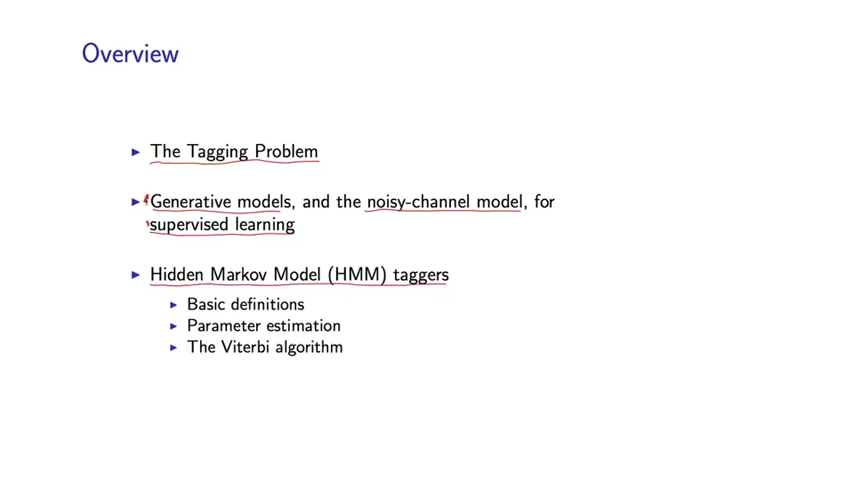 Overview
The Tagging Problem
Generative models, and the noisy-channel model, for
supervised learning
Hidden Markov Model (HMM) taggers
Basic definitions
Parameter estimation
The Viterbi algorithm